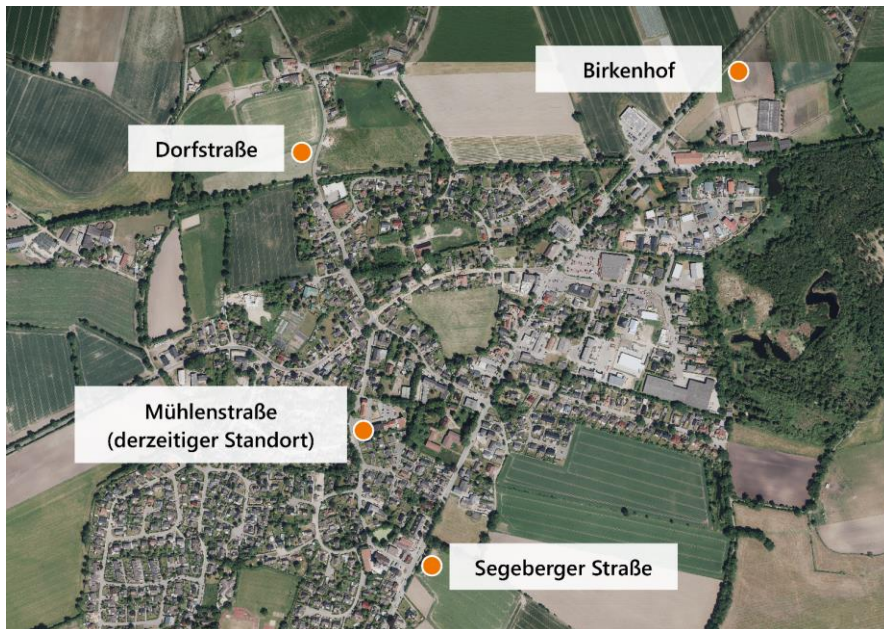 Birkenhof
Dorfstraße
Mühlenstraße
(derzeitiger Standort)
Segeberger Straße